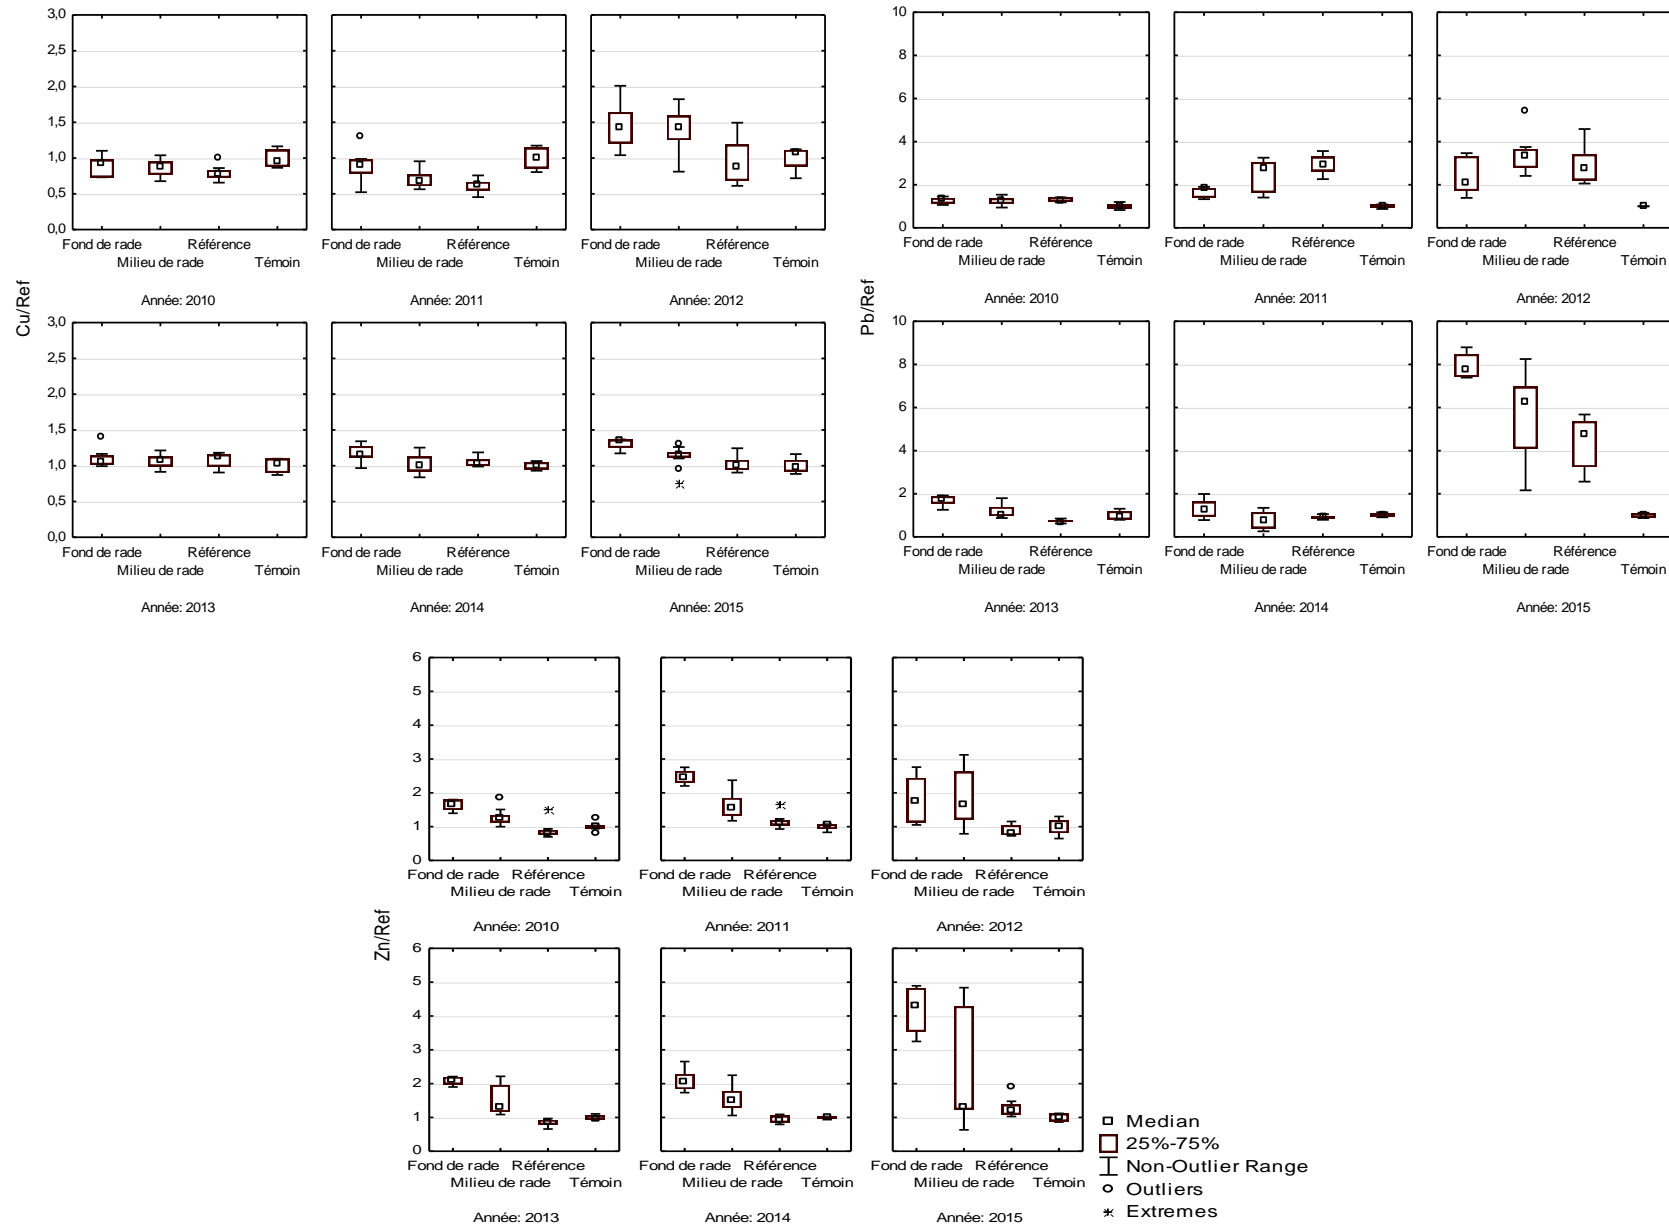 Cu/Ref
3,0
2,5
2,0
1,5
1,0
0,5
0,0
Fond de rade Référence Fond de rade Référence Fond de rade Référence
Milieu de rade Témoin Milieu de rade Témoin Milieu de rade Témoin
Année: 2010 Année: 2011 Année: 2012
3,0
2,5
2,0
1,5
1,0
0,5
0,0
Fond de rade Référence Fond de rade Référence Fond de rade Référence
Milieu de rade Témoin Milieu de rade Témoin Milieu de rade Témoin
Année: 2013 Année: 2014 Année: 2015
Pb/Ref
10
8
6
4
2
0
Fond de rade Référence Fond de rade Référence Fond de rade Référence
Milieu de rade Témoin Milieu de rade Témoin Milieu de rade Témoin
Année: 2010 Année: 2011 Année: 2012
10
8
6
4
2
0
Fond de rade Référence Fond de rade Référence Fond de rade Référence
Milieu de rade Témoin Milieu de rade Témoin Milieu de rade Témoin
Année: 2013 Année: 2014 Année: 2015
Zn/Ref
6
5
4
3
2
1
0
Fond de rade Référence Fond de rade Référence Fond de rade Référence
Milieu de rade Témoin Milieu de rade Témoin Milieu de rade Témoin
Année: 2010 Année: 2011 Année: 2012
6
5
4
3
2
1
0
Fond de rade Référence Fond de rade Référence Fond de rade Référence
Milieu de rade Témoin Milieu de rade Témoin Milieu de rade Témoin
Année: 2013 Année: 2014 Année: 2015
Median
25%-75%
Non-Outlier Range
Outliers
Extremes